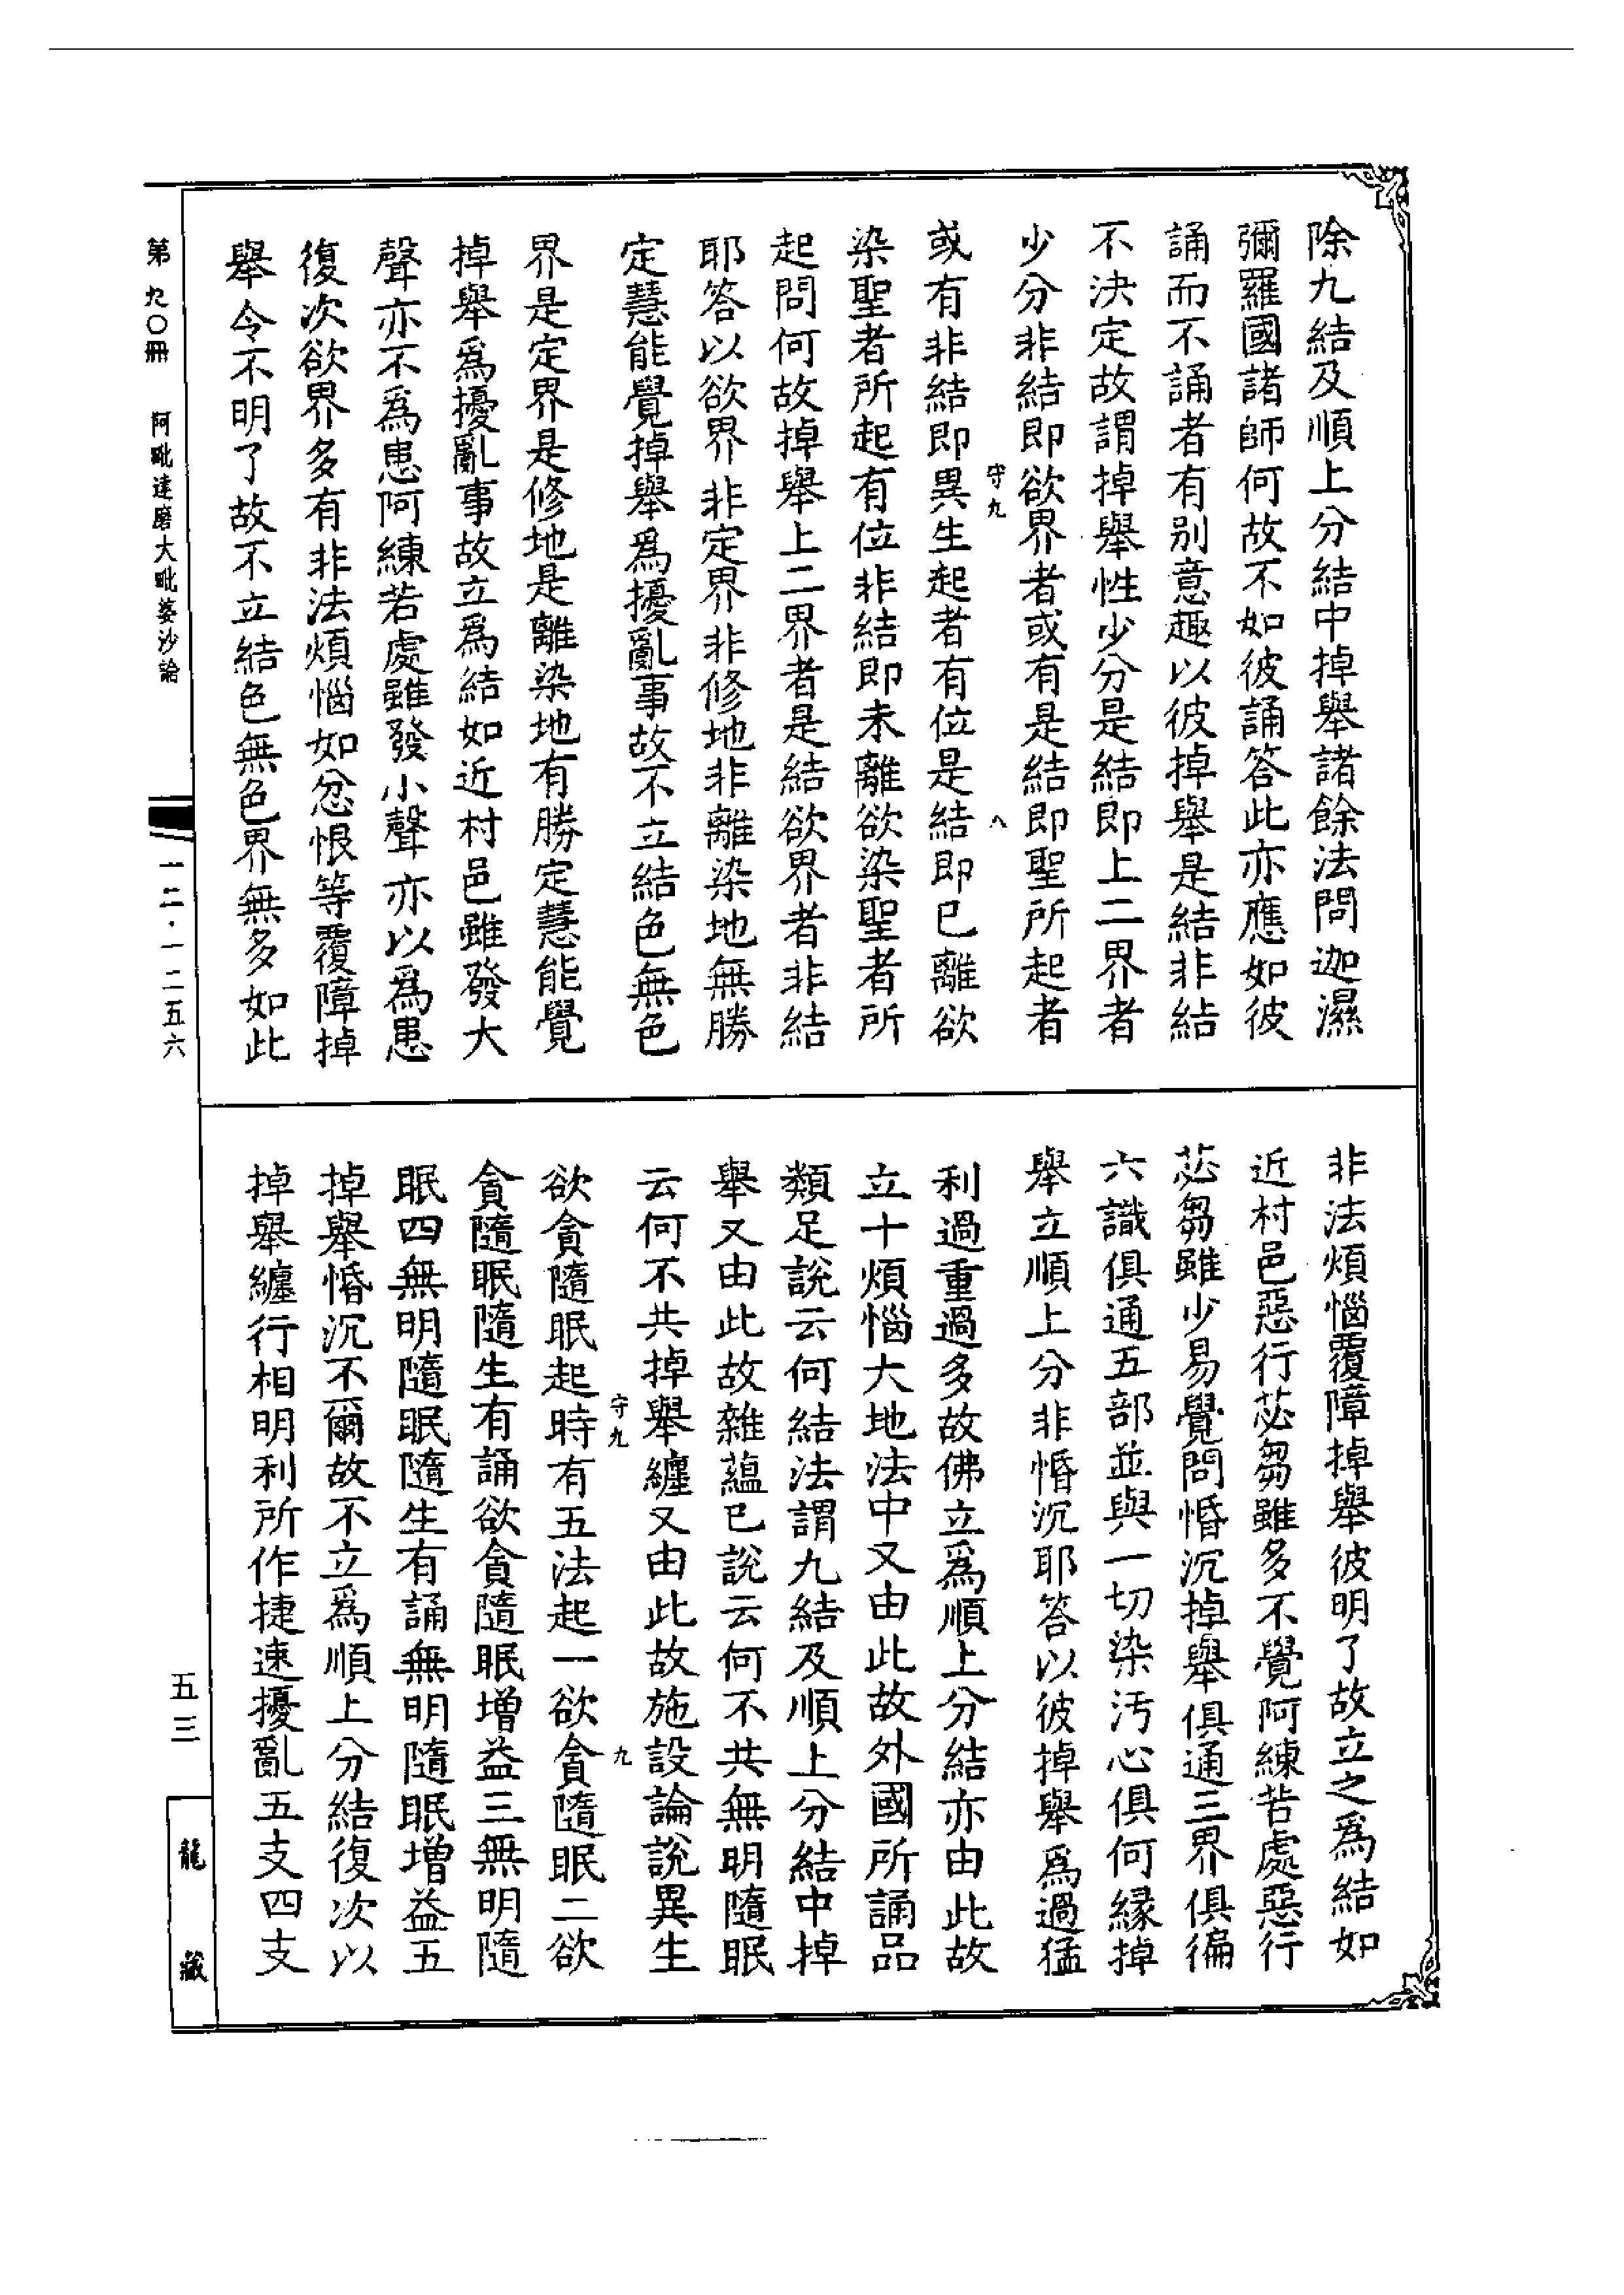 除九結及順上分結中掉舉諸餘法問迦濕
彌羅國諸師何故不如彼誦答此亦應如彼
誦而不誦者有别意趣以彼掉舉是結非結
不決定故謂掉舉性少分是結即上二界者
少分非結即欲界者或有是結即聖所起者
守九
八
或有非結即異生起者有位是結即已離欲
染聖者所起有位非結即未離欲染聖者所
起問何故掉舉上二界者是結欲界者非結
耶答以欲界非定界非修地非離染地無勝
定慧能覺掉舉爲擾亂事故不立結色無色
界是定界是修地是離染地有勝定慧能覺
掉舉爲擾亂事故立爲結如近村邑雖發大
聲亦不爲患阿練若處雖發小聲亦以爲患
復次欲界多有非法煩惱如忿恨等覆障掉
舉令不明了故不立結色無色界無多如此
非法煩惱覆障掉舉彼明了故立之爲結如
近村邑惡行苾芻雖多不覺阿練若處惡行
苾芻雖少易覺問惛沉掉舉俱通三界俱徧
六識俱通五部並與一切染汚心俱何緣掉
舉立順上分非惛沉耶答以彼掉舉爲過猛
利過重過多故佛立爲順上分結亦由此故
立十煩惱大地法中又由此故外國所誦品
類足說云何結法謂九結及順上分結中掉
舉又由此故雜蘊已說云何不共無明隨眠
云何不共掉舉纏又由此故施設論說異生
守九
九
欲貪隨眠起時有五法起一欲貪隨眠二欲
貪隨眠隨生有誦欲貪隨眠增益三無明隨
眠四無明隨眠隨生有誦無明隨眠增益五
掉舉惛沉不爾故不立爲順上分結復次以
掉舉纏行相明利所作捷速擾亂五支四支
第九〇冊
阿毗達磨大毗婆沙論
一二·一二五六
五三
龍藏